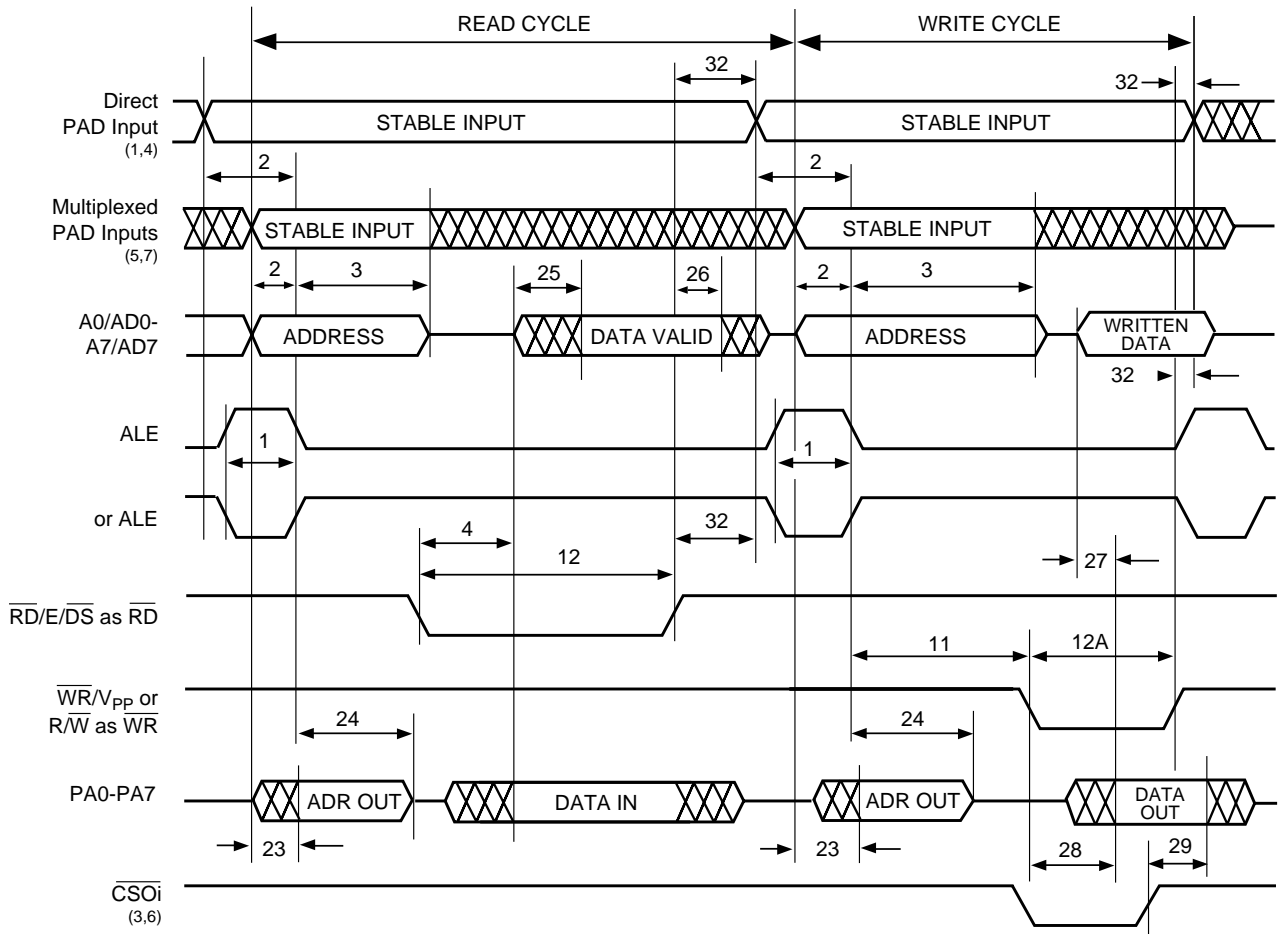 READ CYCLE
WRITE CYCLE
32
32
Direct
PAD Input
(1,4)
STABLE INPUT
STABLE INPUT
2
2
Multiplexed
PAD Inputs
(5,7)
STABLE INPUT
STABLE INPUT
2
3
25
26
2
3
A0/AD0-
A7/AD7
ADDRESS
DATA VALID
ADDRESS
WRITTEN
DATA
32
ALE
1
1
or ALE
4
32
12
27
RD/E/DS as RD
11
12A
WR/VPP or
R/W as WR
24
24
PA0-PA7
ADR OUT
DATA IN
ADR OUT
DATA
OUT
23
23
28
29
CSOi
(3,6)